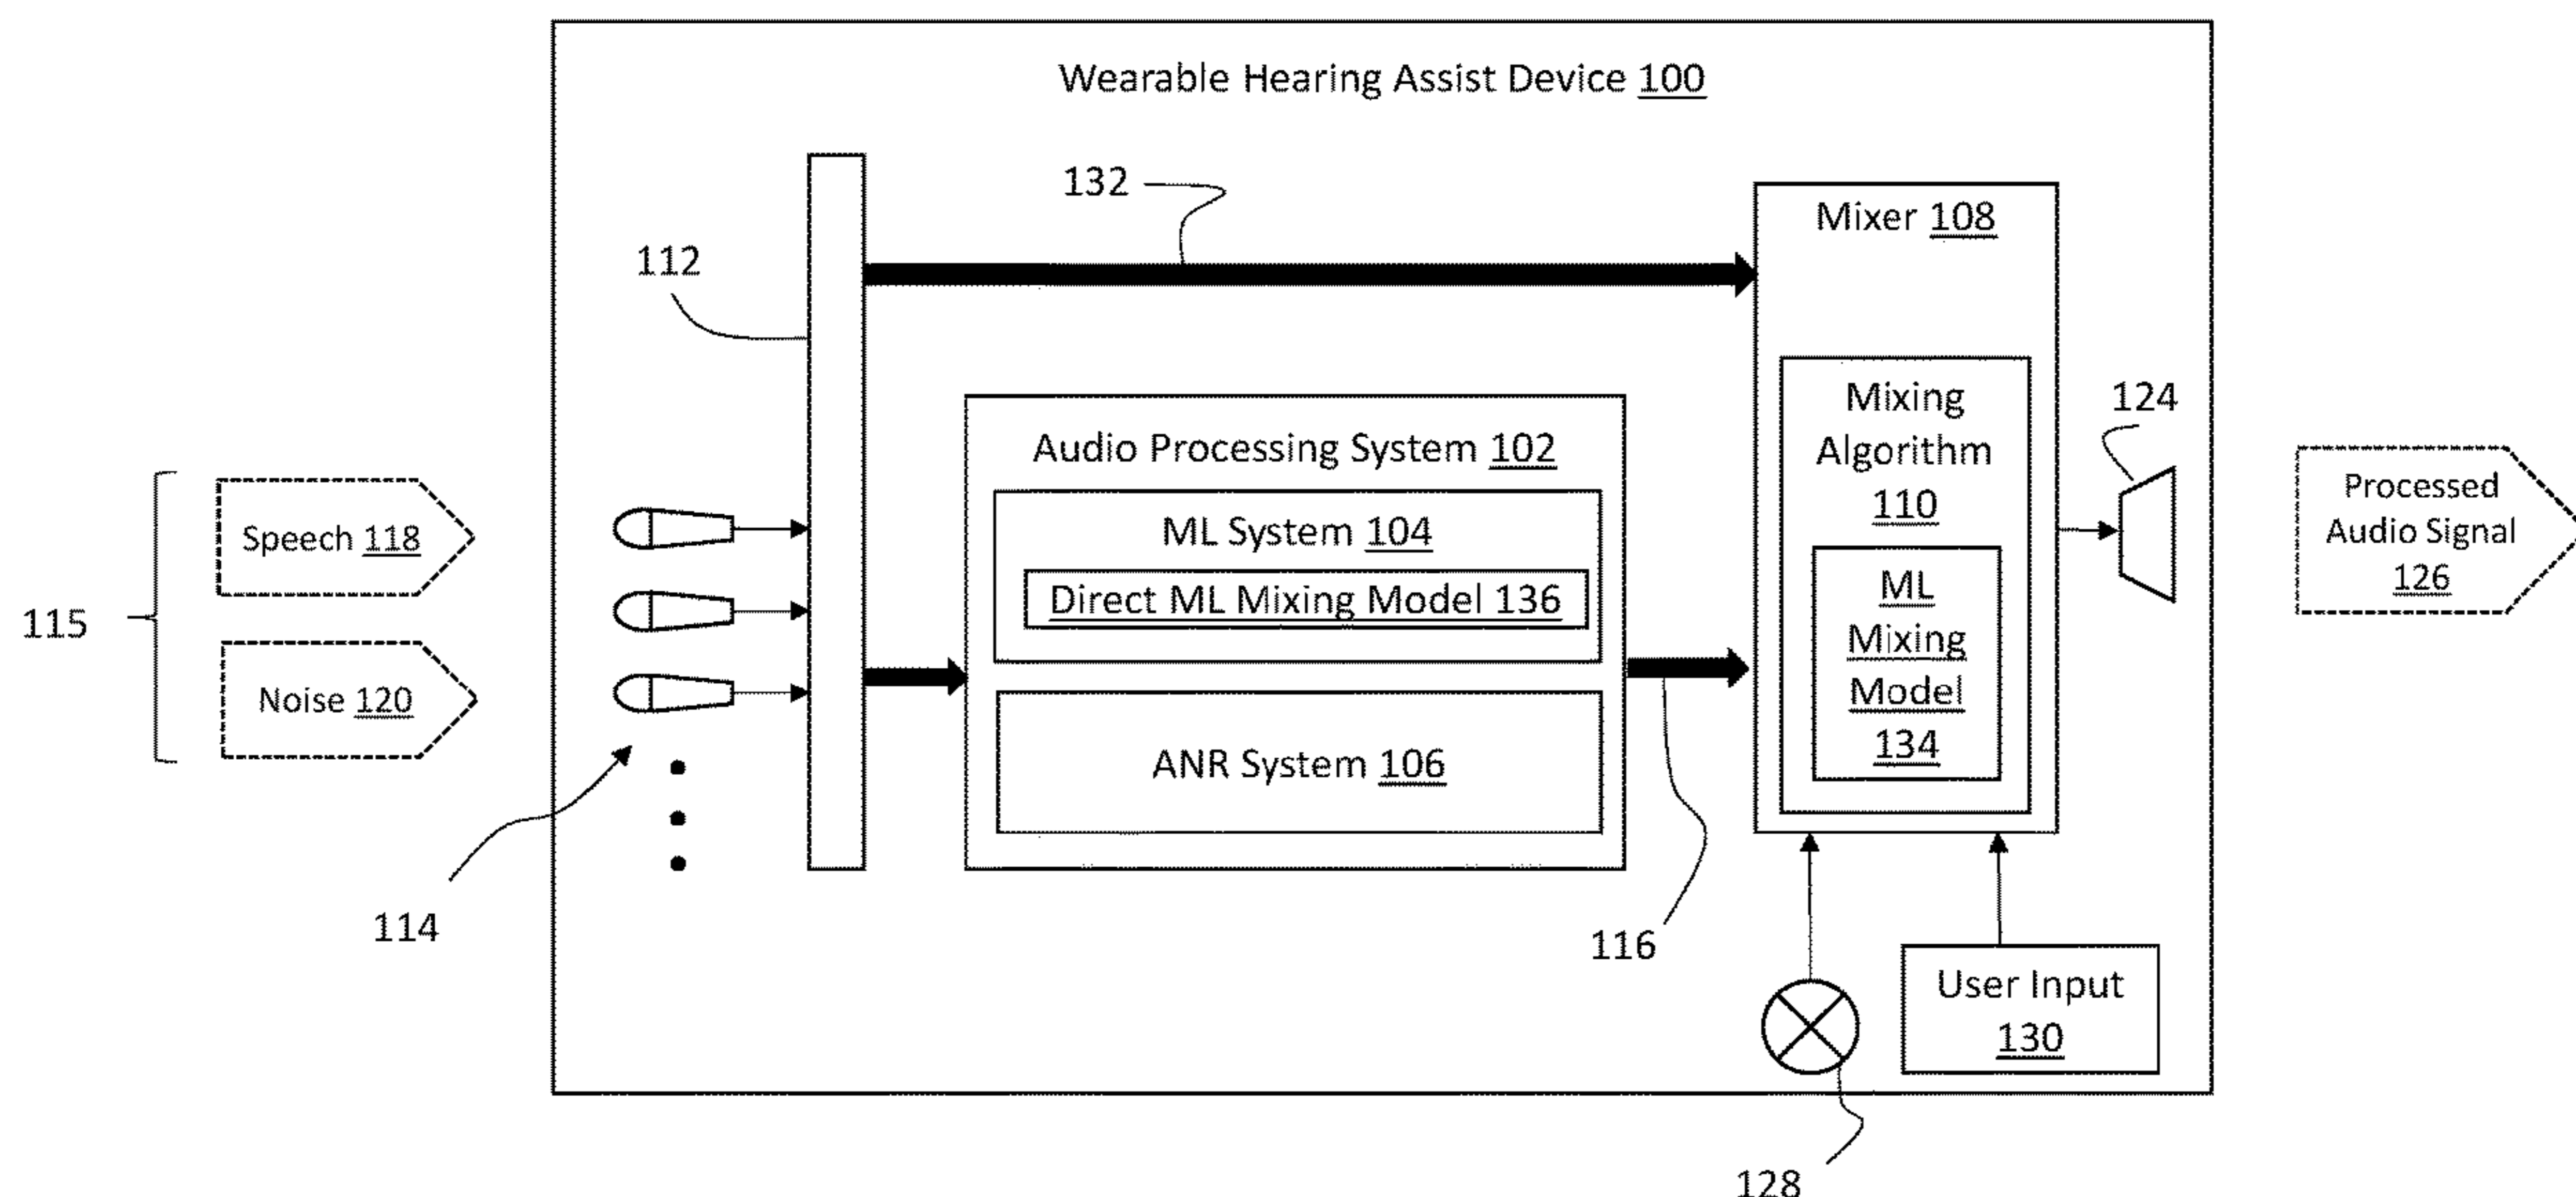 Wearable Hearing Assist Device 100
132
Mixer 108
112
Mixing
Algorithm
110
124
Audio Processing System 102
Processed
Audio Signal
126
Speech 118
ML System 104
ML
Mixing
Model
134
Direct ML Mixing Model 136
115
Noise 120
ANR System 106
114
116
User Input
130
128